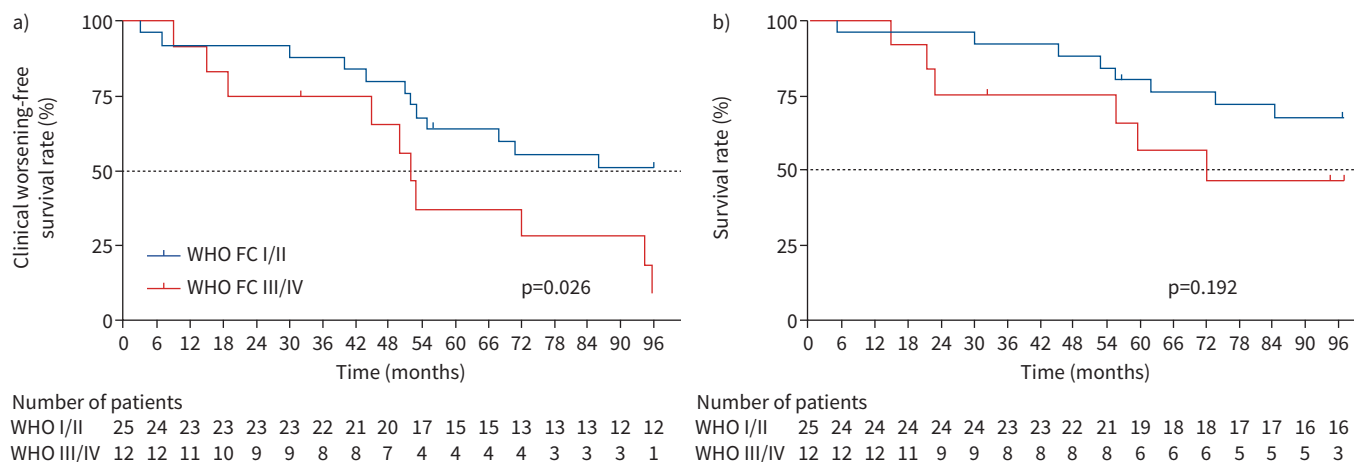 a)
Clinical worsening-free
survival rate (%)
100
75
50
25
0
WHO FC I/II
WHO FC III/IV
p=0.026
0 6 12 18 24 30 36 42 48 54 60 66 72 78 84 90 96
Time (months)
Number of patients
WHO I/II 25 24 23 23 23 23 22 21 20 17 15 15 13 13 13 12 12
WHO III/IV 12 12 11 10 9 9 8 8 7 4 4 4 4 3 3 3 1
b)
Survival rate (%)
100
75
50
25
0
p=0.192
0 6 12 18 24 30 36 42 48 54 60 66 72 78 84 90 96
Time (months)
Number of patients
WHO I/II 25 24 24 24 24 24 23 23 22 21 19 18 18 17 17 16 16
WHO III/IV 12 12 12 11 9 9 8 8 8 8 6 6 6 5 5 5 3